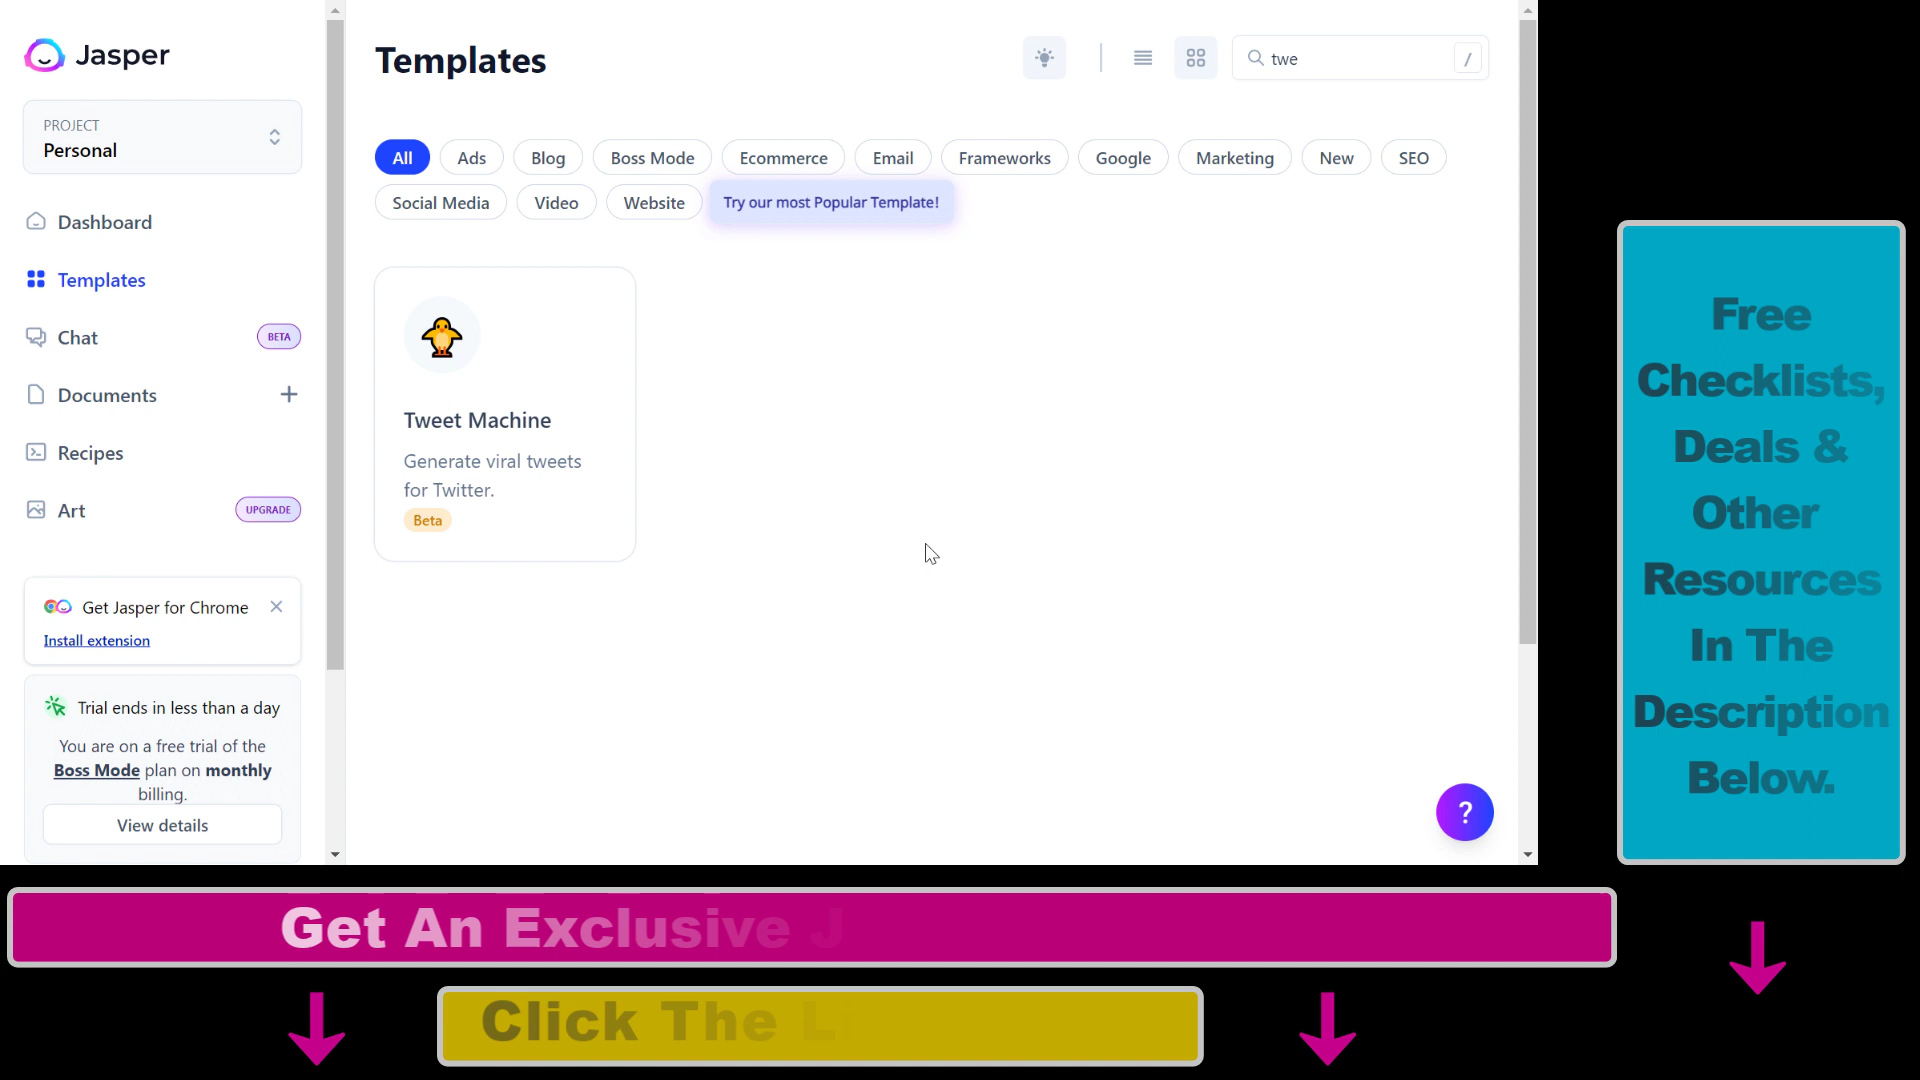 Jasper
PROJECT
Personal
Dashboard
Templates
Chat
BETA
Documents
Recipes
Art
UPGRADE
Get Jasper for Chrome
Install extension
Trial ends in less than a day
You are on a free trial of the
Boss Mode plan on monthly
billing.
View details
Templates
twe
/
All
Ads
Blog
Boss Mode
Ecommerce
Email
Frameworks
Google
Marketing
New
SEO
Social Media
Video
Website
Try our most Popular Template!
Tweet Machine
Generate viral tweets
for Twitter.
Beta
?
Free
Checklists,
Deals &
Other
Resources
In The
Description
Below.
Get An Exclusive J
Click The Li